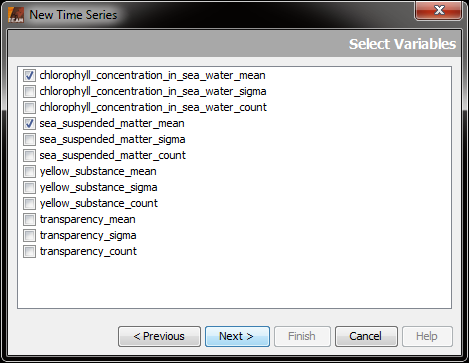 BEAM
New Time Series
Select Variables
chlorophyll_concentration_in_sea_water_mean
chlorophyll_concentration_in_sea_water_sigma
chlorophyll_concentration_in_sea_water_count
sea_suspended_matter_mean
sea_suspended_matter_sigma
sea_suspended_matter_count
yellow_substance_mean
yellow_substance_sigma
yellow_substance_count
transparency_mean
transparency_sigma
transparency_count
< Previous Next > Finish Cancel Help